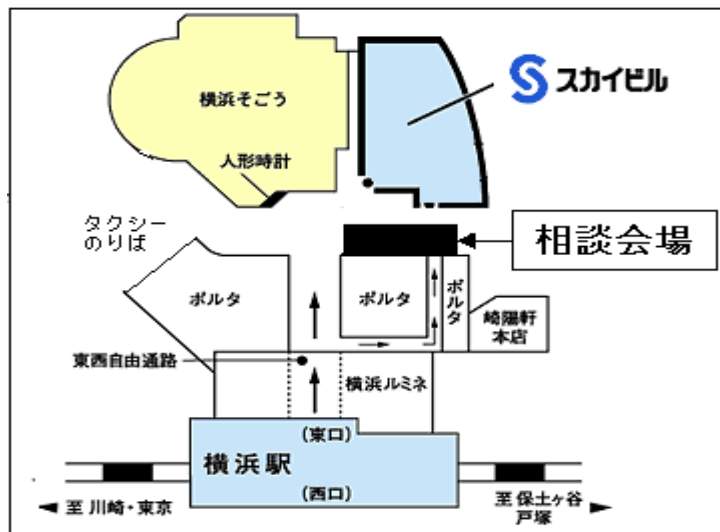 横浜そごう
スカイビル
人形時計
タクシー
のりば
相談会場
ポルタ
ポルタ
ポルタ
崎陽軒
本店
東西自由通路
横浜ルミネ
(東口)
横浜駅
(西口)
至 川崎・東京
至 保土ヶ谷
戸塚